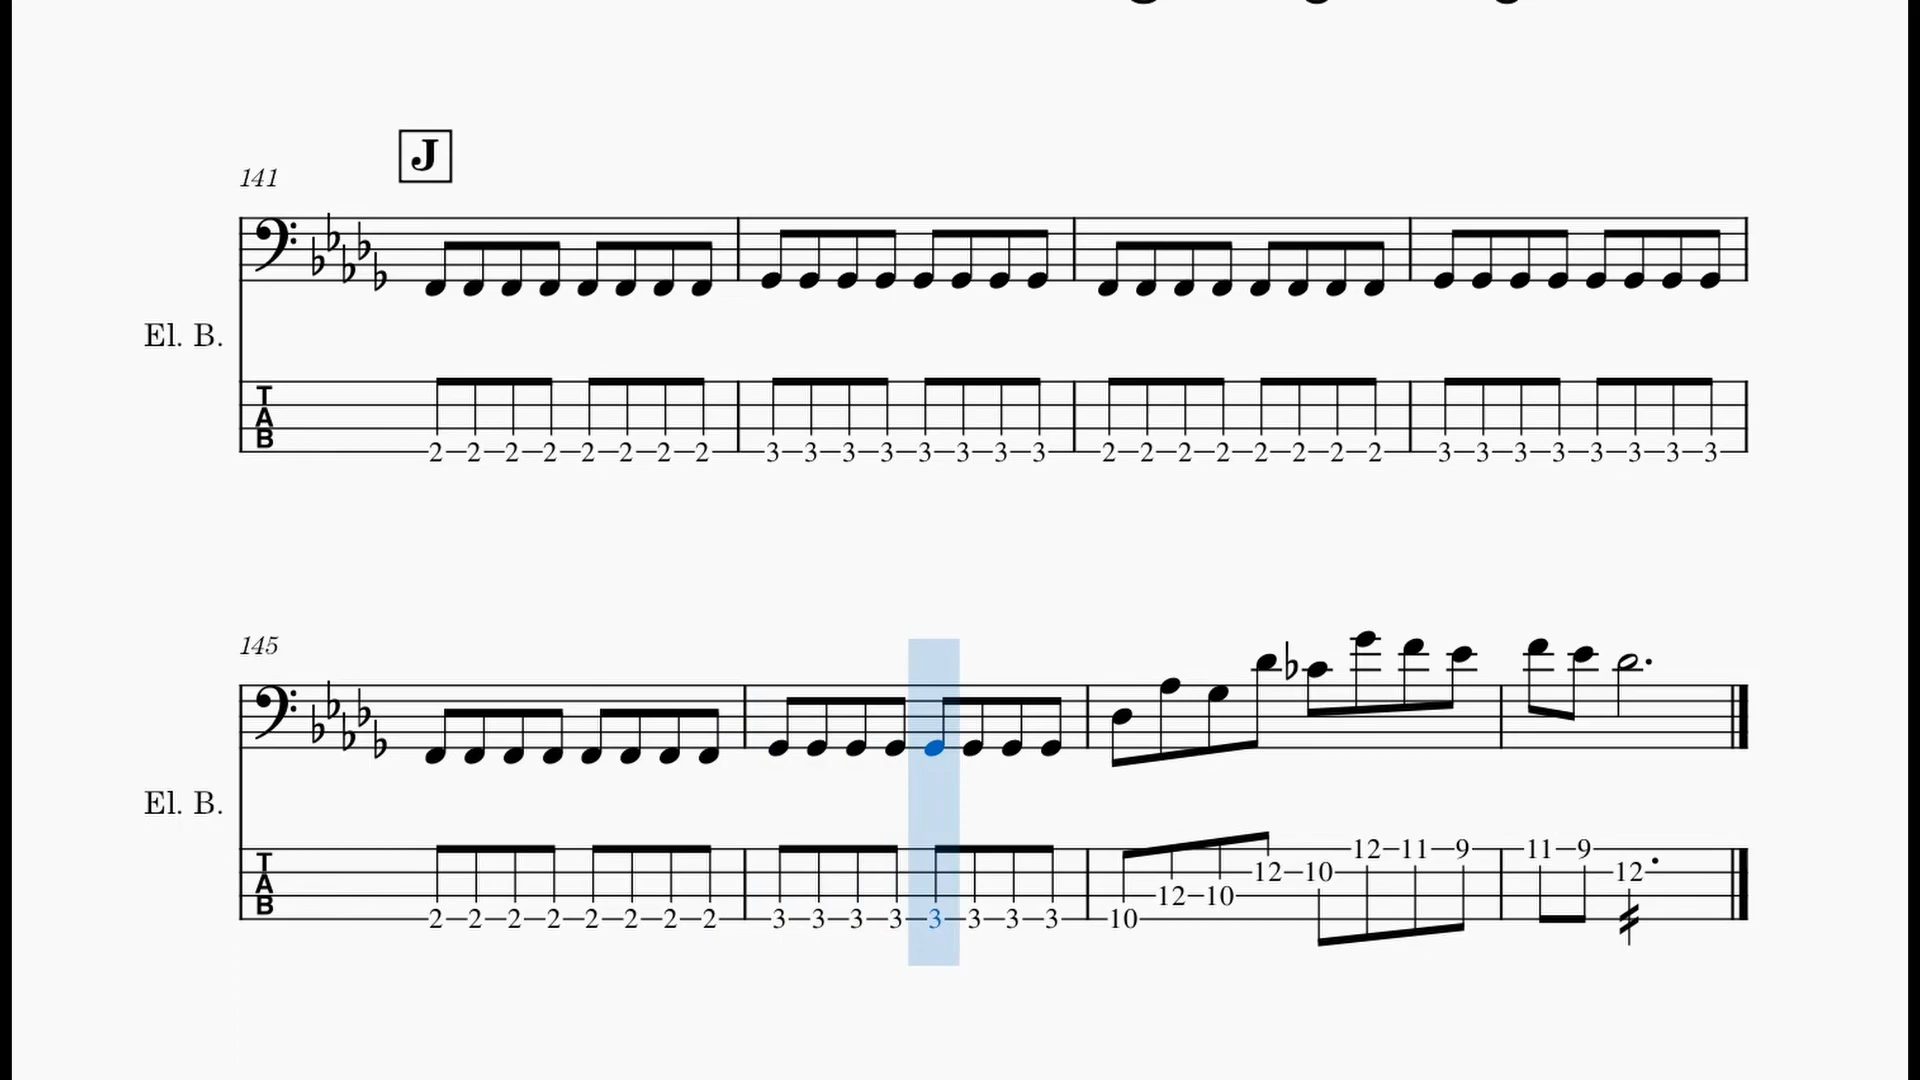 J
141
El. B.
T
A
B
2 2 2 2 2 2 2 2 3 3 3 3 3 3 3 3 2 2 2 2 2 2 2 2 3 3 3 3 3 3 3 3
145
El. B.
T
A
B
12 11 9 11 9
12 10 12
12 10
2 2 2 2 2 2 2 2 3 3 3 3 3 3 3 3 10